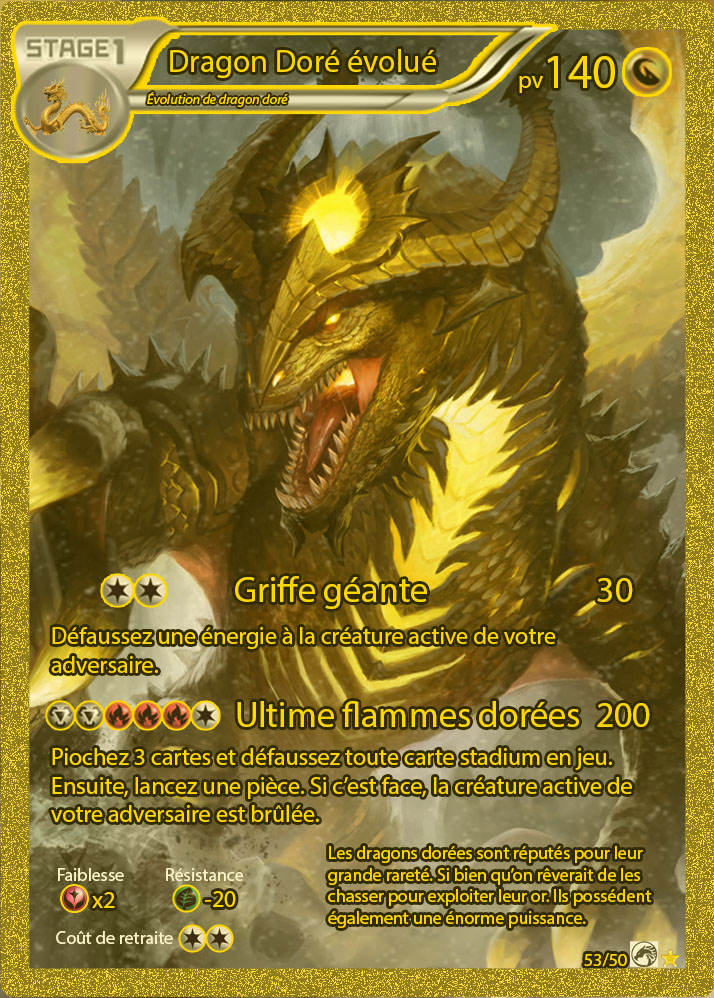 STAGE1
Dragon Doré évolué
pv140
Évolution de dragon doré
Griffe géante 30
Défaussez une énergie à la créature active de votre
adversaire.
Ultime flammes dorées 200
Piochez 3 cartes et défaussez toute carte stadium en jeu.
Ensuite, lancez une pièce. Si c'est face, la créature active de
votre adversaire est brûlée.
Faiblesse
x2
Résistance
-20
Coût de retraite
Les dragons dorées sont réputés pour leur
grande rareté. Si bien qu'on rêverait de les
chasser pour exploiter leur or. Ils possédent
également une énorme puissance.
53/50